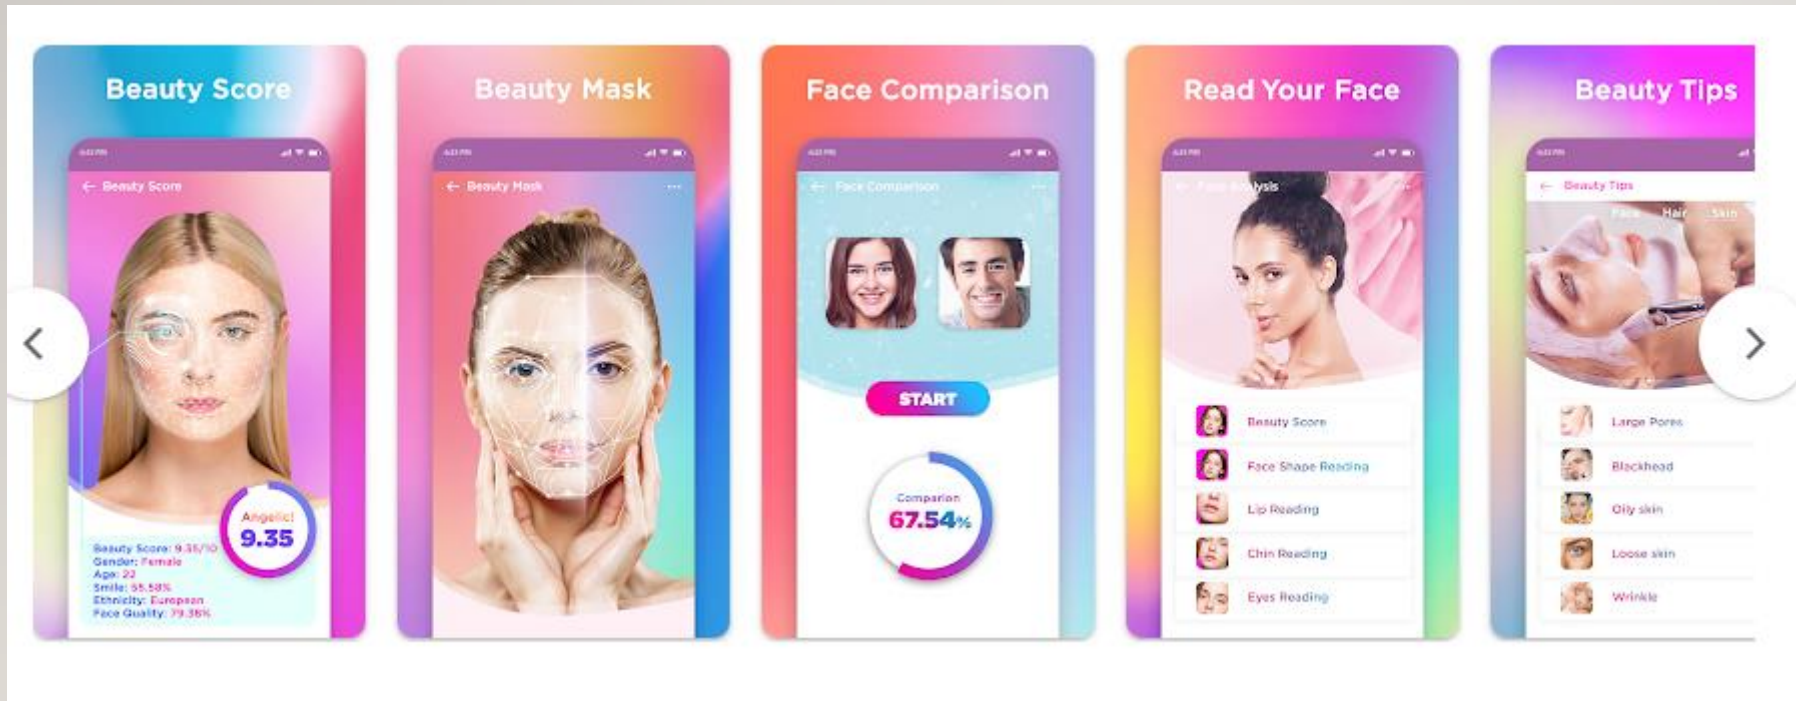 Beauty Score
Beauty Score
Angelic!
9.35
Beauty Score: 9.35/10
Gender: Female
Age: 22
Smile: 55.58%
Ethnicity: European
Face Quality: 79.38%
Beauty Mask
Beauty Mask
Face Comparison
Face Comparison
START
Comparion
67.54%
Read Your Face
Beauty Score
Face Shape Reading
Lip Reading
Chin Reading
Eyes Reading
Beauty Tips
Beauty Tips
Face Hair Skin
Large Pores
Blackhead
Oily skin
Loose skin
Wrinkle